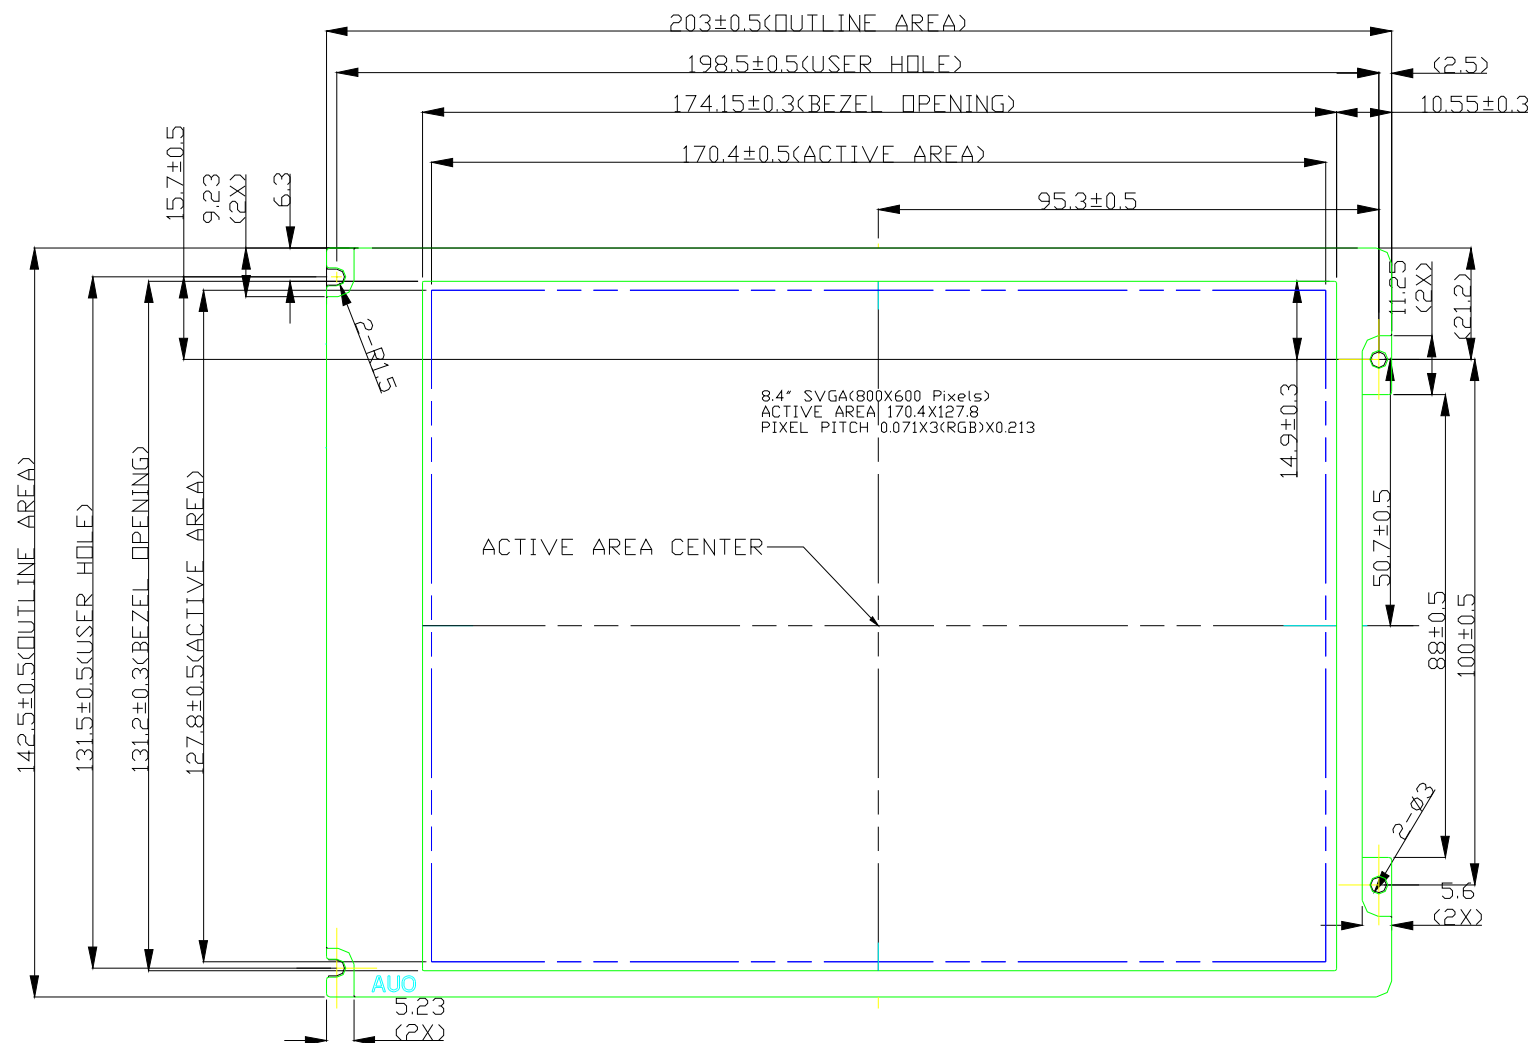 203±0.5(OUTLINE AREA)
198.5±0.5(USER HOLE)
(2.5)
174.15±0.3(BEZEL OPENING)
10.55±0.3
170.4±0.5(ACTIVE AREA)
95.3±0.5
15.7±0.5
9.23
(2X)
6.3
11.25
(2X)
(21.2)
2-R1.5
8.4" SVGA(800X600 Pixels)
ACTIVE AREA 170.4X127.8
PIXEL PITCH 0.071X3(RGB)X0.213
14.9±0.3
142.5±0.5(OUTLINE AREA)
131.5±0.5(USER HOLE)
131.2±0.3(BEZEL OPENING)
127.8±0.5(ACTIVE AREA)
ACTIVE AREA CENTER
50.7±0.5
88±0.5
100±0.5
2-Ø3
5.6
(2X)
AUO
5.23
(2X)